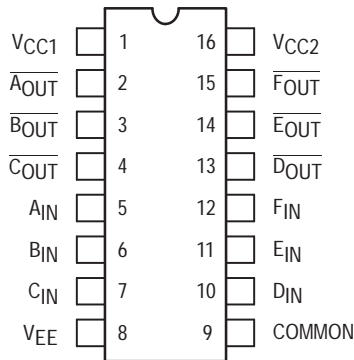 VCC1 1 16 VCC2
AOUT 2 15 FOUT
BOUT 3 14 EOUT
COUT 4 13 DOUT
AIN 5 12 FIN
BIN 6 11 EIN
CIN 7 10 DIN
VEE 8 9 COMMON